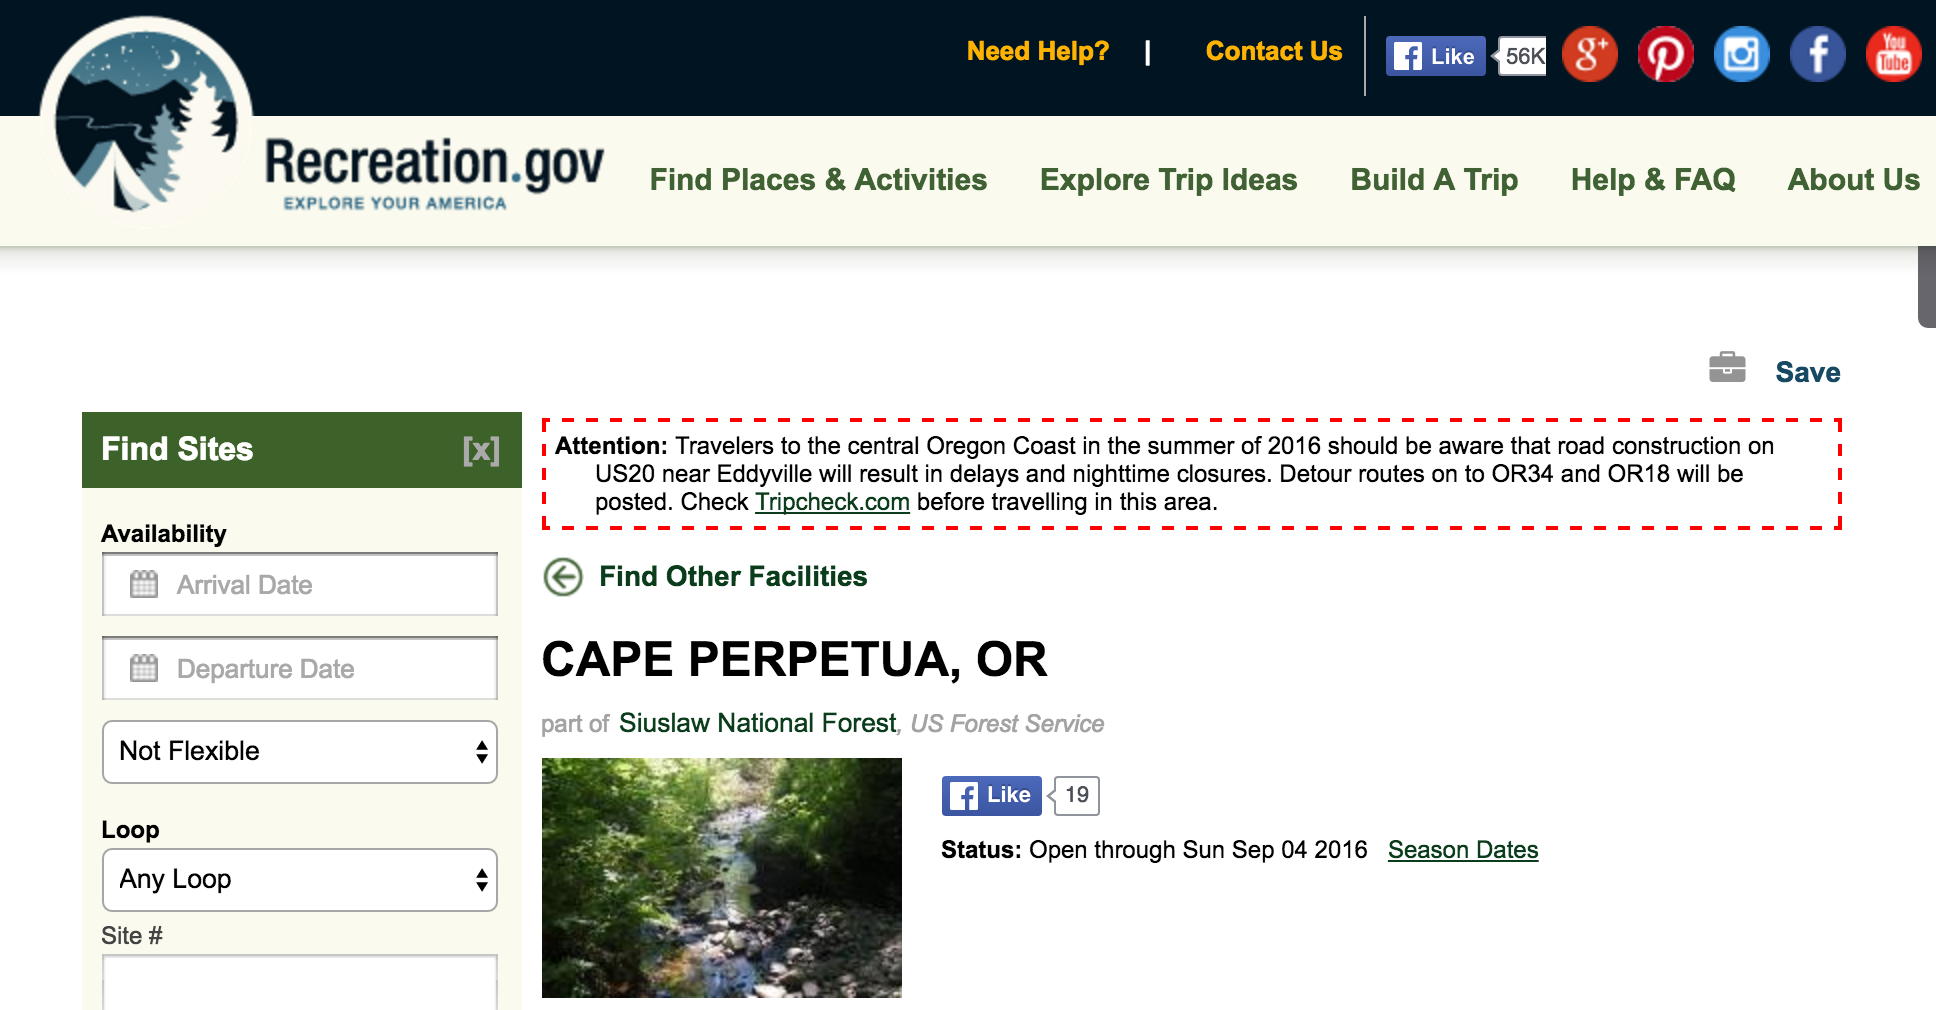 Need Help? | Contact Us
Like 56K
g+
You Tube
Recreation.gov
EXPLORE YOUR AMERICA
Find Places & Activities
Explore Trip Ideas
Build A Trip
Help & FAQ
About Us
Save
Find Sites [x]
Availability
Arrival Date
Departure Date
Not Flexible
Loop
Any Loop
Site #
Attention: Travelers to the central Oregon Coast in the summer of 2016 should be aware that road construction on
US20 near Eddyville will result in delays and nighttime closures. Detour routes on to OR34 and OR18 will be
posted. Check Tripcheck.com before travelling in this area.
Find Other Facilities
CAPE PERPETUA, OR
part of Siuslaw National Forest, US Forest Service
Like 19
Status: Open through Sun Sep 04 2016 Season Dates